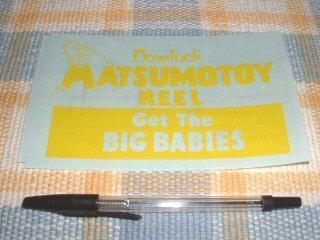 Dowluck
MATSUMOTOY
REEL
Get The
BIG BABIES